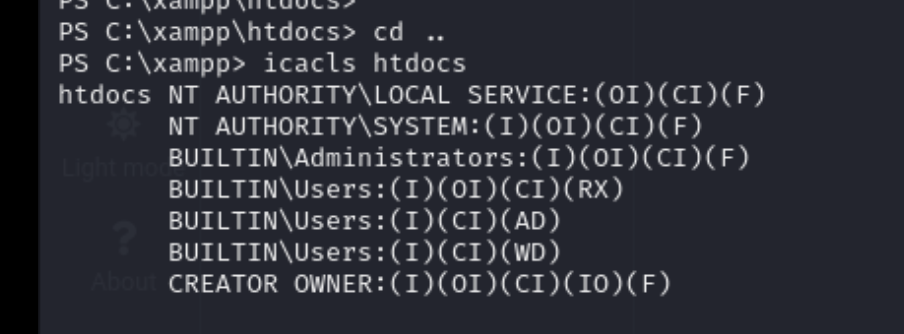 PS C:\xampp\htdocs>
PS C:\xampp\htdocs> cd ..
PS C:\xampp> icacls htdocs
htdocs NT AUTHORITY\LOCAL SERVICE:(OI)(CI)(F)
NT AUTHORITY\SYSTEM:(I)(OI)(CI)(F)
BUILTIN\Administrators:(I)(OI)(CI)(F)
Light mode
BUILTIN\Users:(I)(OI)(CI)(RX)
BUILTIN\Users:(I)(CI)(AD)
?
BUILTIN\Users:(I)(CI)(WD)
About
CREATOR OWNER:(I)(OI)(CI)(IO)(F)